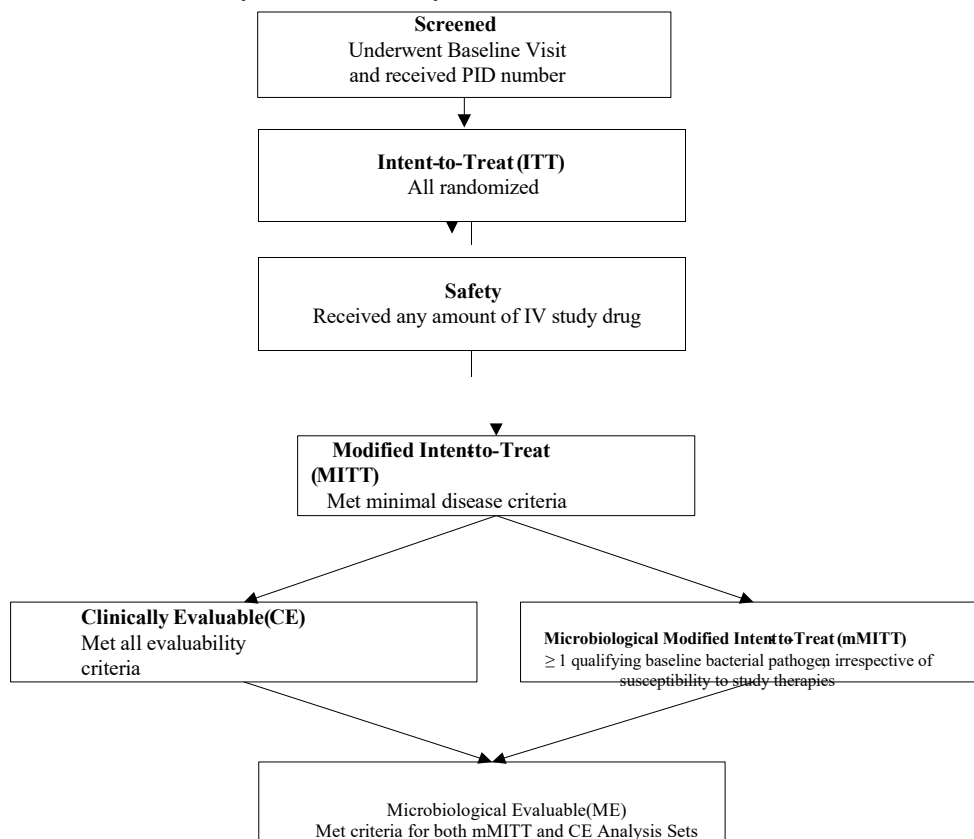 Screened
Underwent Baseline Visit
and received PID number
Intent-to-Treat (ITT)
All randomized
Safety
Received any amount of IV study drug
Modified Intent-to-Treat
(MITT)
Met minimal disease criteria
Clinically Evaluable(CE)
Met all evaluability
criteria
Microbiological Modified Intent-to-Treat (mMITT)
≥ 1 qualifying baseline bacterial pathogen, irrespective of
susceptibility to study therapies
Microbiological Evaluable(ME)
Met criteria for both mMITT and CE Analysis Sets